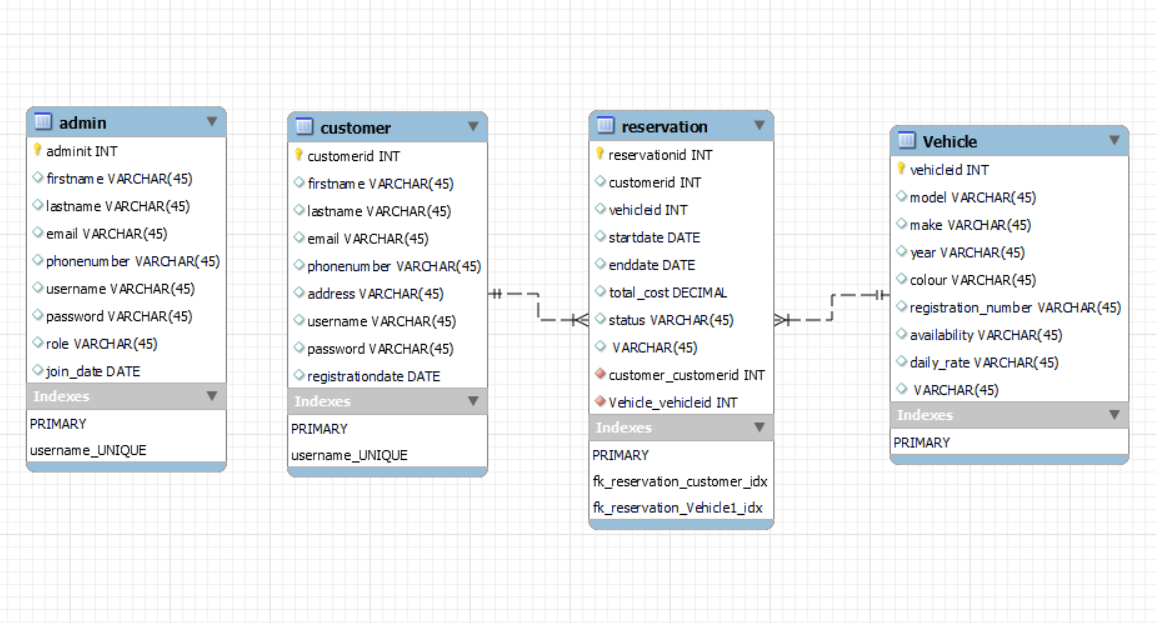 admin
adminit INT
firstname VARCHAR(45)
lastname VARCHAR(45)
email VARCHAR(45)
phonenumber VARCHAR(45)
username VARCHAR(45)
password VARCHAR(45)
role VARCHAR(45)
join_date DATE
Indexes
PRIMARY
username_UNIQUE
customer
customerid INT
firstname VARCHAR(45)
lastname VARCHAR(45)
email VARCHAR(45)
phonenumber VARCHAR(45)
address VARCHAR(45)
username VARCHAR(45)
password VARCHAR(45)
registrationdate DATE
Indexes
PRIMARY
username_UNIQUE
reservation
reservationid INT
customerid INT
vehicleid INT
startdate DATE
enddate DATE
total_cost DECIMAL
status VARCHAR(45)
VARCHAR(45)
customer_customerid INT
Vehicle_vehicleid INT
Indexes
PRIMARY
fk_reservation_customer_idx
fk_reservation_Vehicle1_idx
Vehicle
vehicleid INT
model VARCHAR(45)
make VARCHAR(45)
year VARCHAR(45)
colour VARCHAR(45)
registration_number VARCHAR(45)
availability VARCHAR(45)
daily_rate VARCHAR(45)
VARCHAR(45)
Indexes
PRIMARY